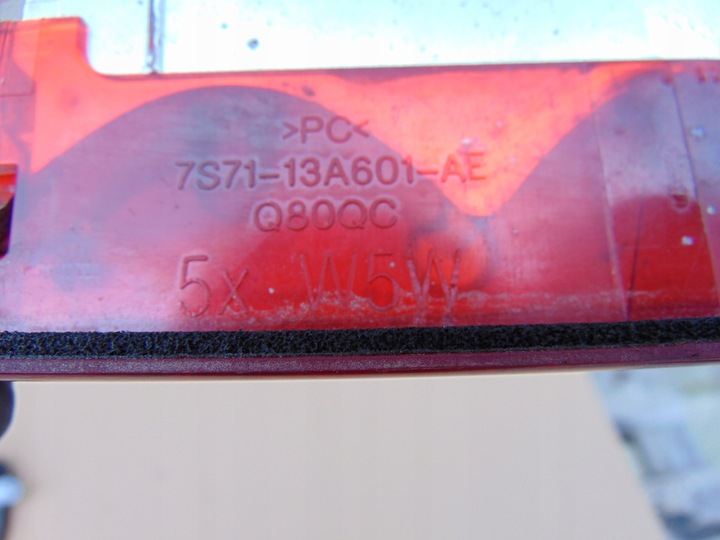 >PC<
7S71-13A601-AE
Q80QC
5x W5W